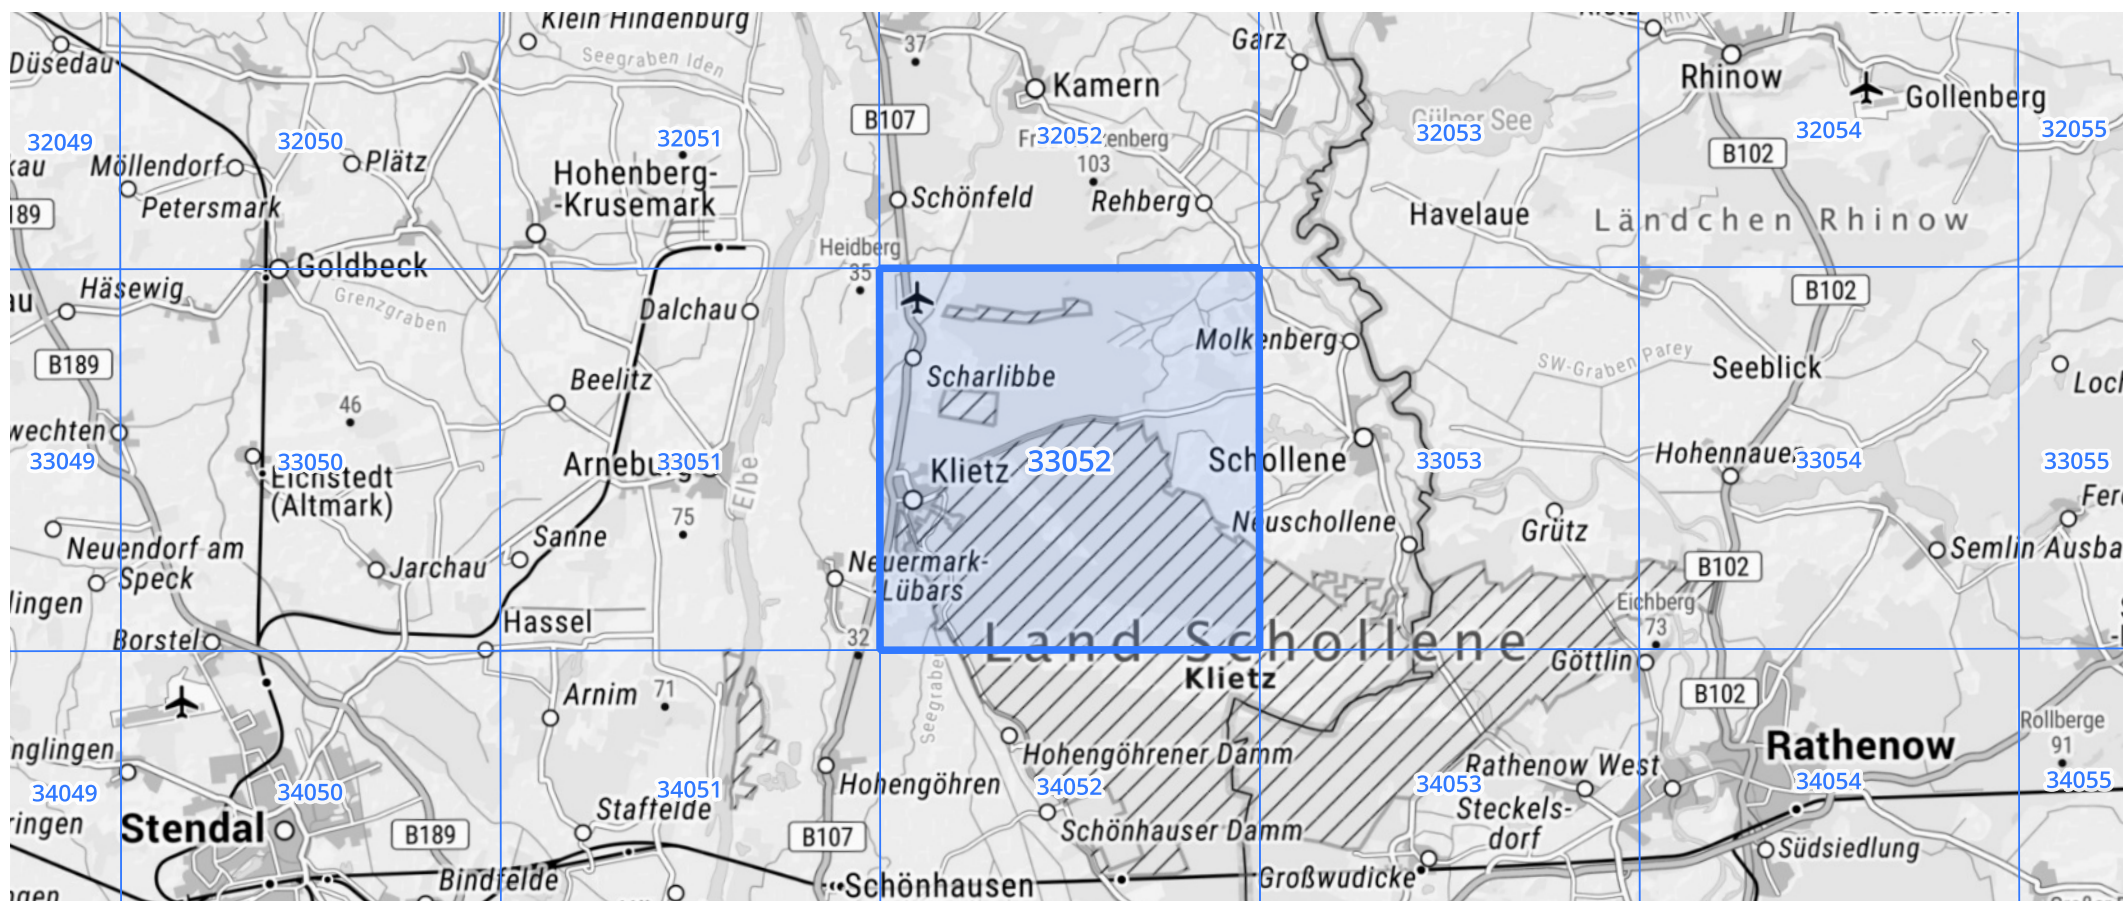 Klein Hindenburg
Düsedau
Seegraben Iden
37
Garz
Kamern
Rhinow
Gollenberg
B107
Gülper See
32049
32050
32051
32052
32053
32054
32055
103
B102
Möllendorf
Plätz
Petersmark
Hohenberg-
-Krusemark
Schönfeld
Rehberg
Havelaue
Ländchen Rhinow
189
Heidberg
35
Goldbeck
Häsewig
Grenzgraben
Dalchau
B102
Molkenberg
B189
Scharlibbe
SW-Graben Parey
Seeblick
Beelitz
46
wechten
33049
33050
33051
33052
33053
33054
33055
Eichstedt
(Altmark)
Arneburg
Elbe
Klietz
Schollene
Hohennauen
75
Neuschollene
Grütz
Sanne
Neuendorf am
Speck
Jarchau
Neuermark-
-Lübars
Semlin Ausba
B102
lingen
Eichberg
73
Borstel
Hassel
32
Land Schollene
Göttlin
Klietz
B102
Arnim
71
Seegraben
Rollberge
91
Rathenow
Hohengöhrener Damm
Rathenow West
Hohengöhren
34049
34050
34051
34052
34053
34054
34055
Staffelde
Steckels-
dorf
Stendal
B189
B107
Schönhauser Damm
Südsiedlung
Bindfelde
Schönhausen
Großwudicke